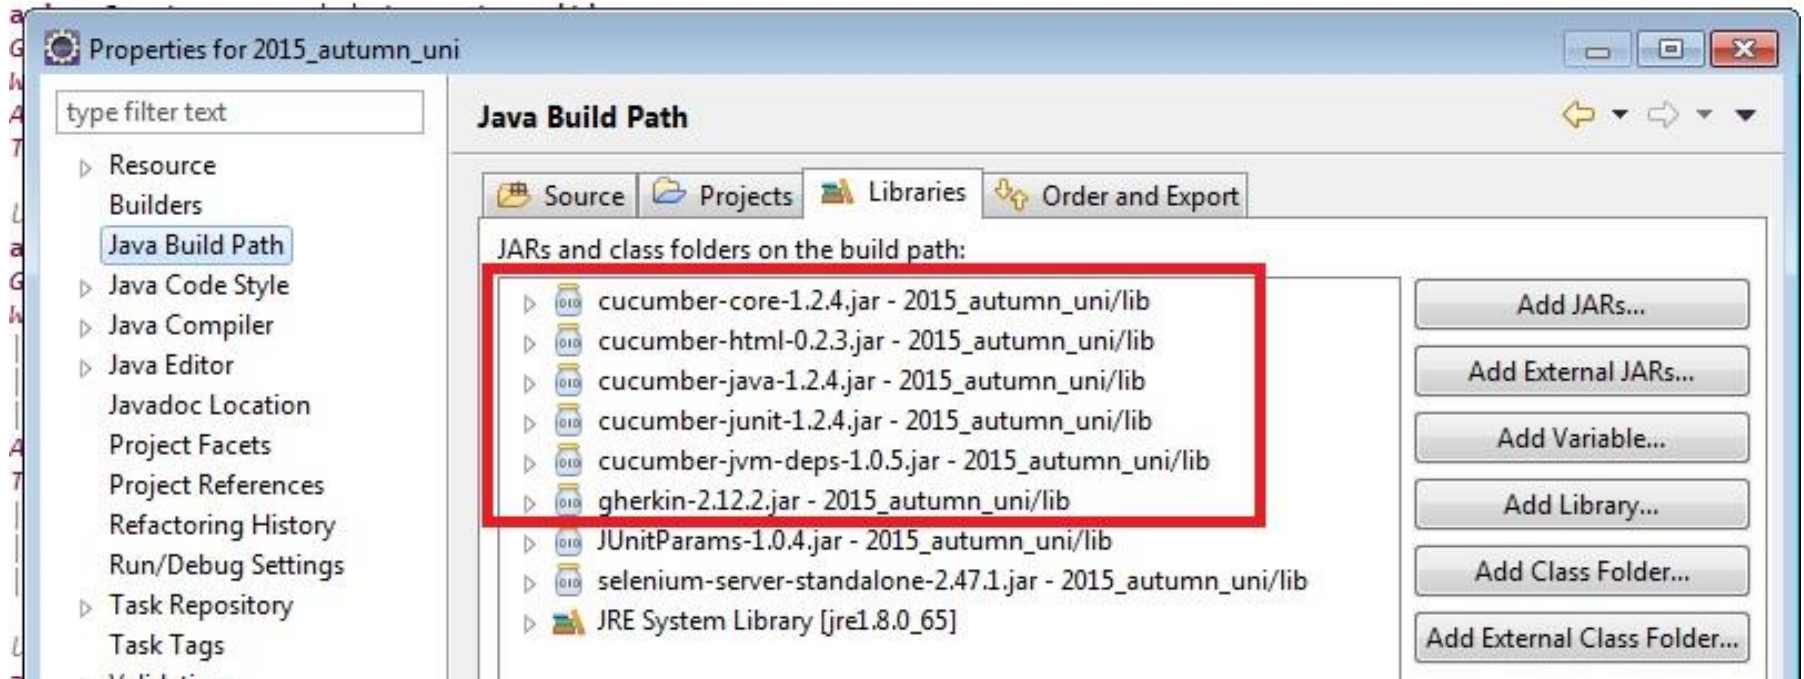 Properties for 2015_autumn_uni
type filter text
Resource
Builders
Java Build Path
Java Code Style
Java Compiler
Java Editor
Javadoc Location
Project Facets
Project References
Refactoring History
Run/Debug Settings
Task Repository
Task Tags
Java Build Path
Source
Projects
Libraries
Order and Export
JARs and class folders on the build path:
cucumber-core-1.2.4.jar - 2015_autumn_uni/lib
cucumber-html-0.2.3.jar - 2015_autumn_uni/lib
cucumber-java-1.2.4.jar - 2015_autumn_uni/lib
cucumber-junit-1.2.4.jar - 2015_autumn_uni/lib
cucumber-jvm-deps-1.0.5.jar - 2015_autumn_uni/lib
gherkin-2.12.2.jar - 2015_autumn_uni/lib
JUnitParams-1.0.4.jar - 2015_autumn_uni/lib
selenium-server-standalone-2.47.1.jar - 2015_autumn_uni/lib
JRE System Library [jre1.8.0_65]
Add JARs...
Add External JARs...
Add Variable...
Add Library...
Add Class Folder...
Add External Class Folder...